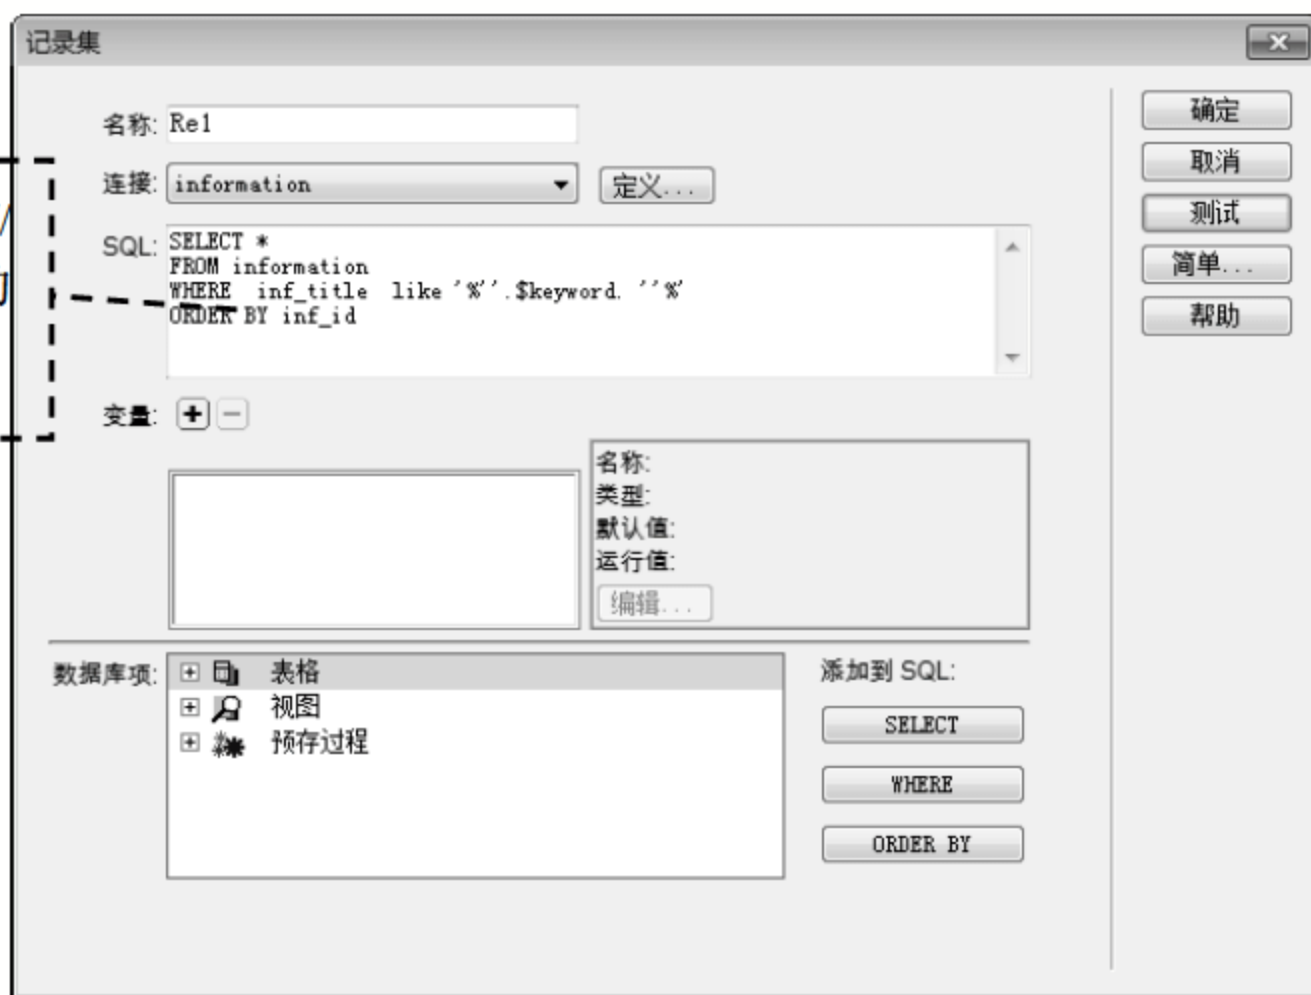 记录集
名称: Re1
连接: information 定义...
SQL: SELECT *
FROM information
WHERE inf_title like '%''.$keyword. ''%'
ORDER BY inf_id
变量:
名称:
类型:
默认值:
运行值:
编辑...
数据库项: 表格
视图
预存过程
添加到 SQL:
SELECT
WHERE
ORDER BY
确定
取消
测试
简单...
帮助